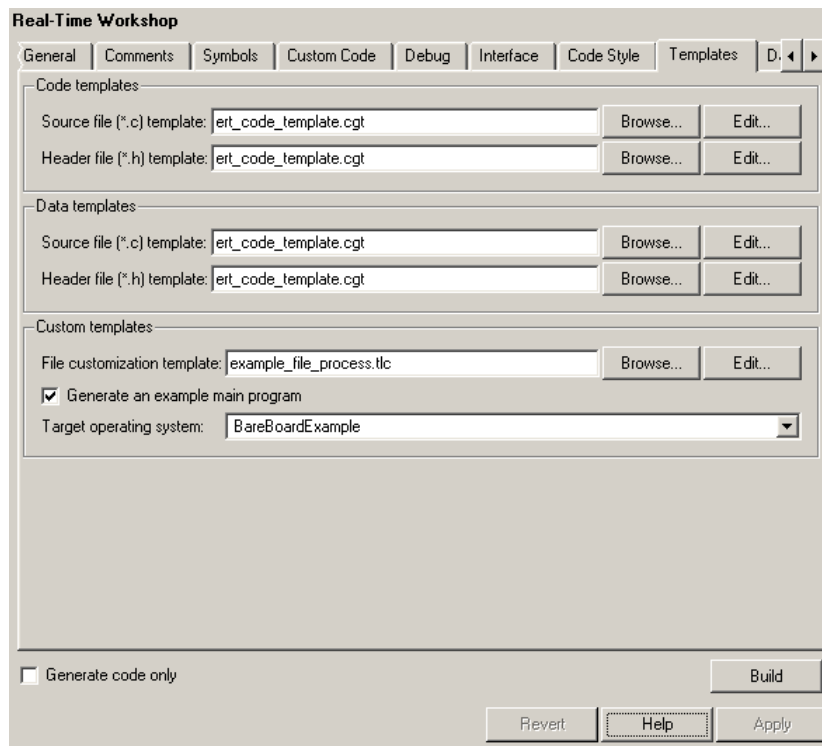 Real-Time Workshop
General Comments Symbols Custom Code Debug Interface Code Style Templates D
Code templates
Source file (*.c) template: ert_code_template.cgt Browse... Edit...
Header file (*.h) template: ert_code_template.cgt Browse... Edit...
Data templates
Source file (*.c) template: ert_code_template.cgt Browse... Edit...
Header file (*.h) template: ert_code_template.cgt Browse... Edit...
Custom templates
File customization template: example_file_process.tlc Browse... Edit...
Generate an example main program
Target operating system: BareBoardExample
Generate code only Build
Revert Help Apply